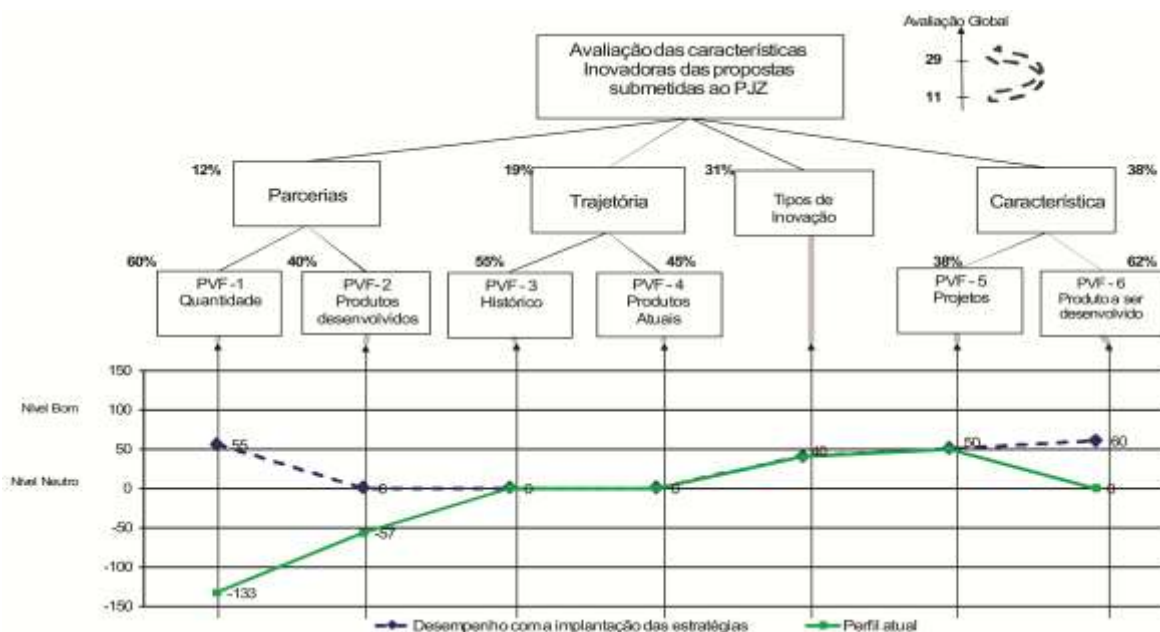 Avaliação Global
29
11
Avaliação das características
Inovadoras das propostas
submetidas ao PJZ
12%
19%
31%
38%
Parcerias
Trajetória
Tipos de
Inovação
Característica
60%
40%
55%
45%
38%
62%
PVF -1
Quantidade
PVF - 2
Produtos
desenvolvidos
PVF - 3
Histórico
PVF - 4
Produtos
Atuais
PVF - 5
Projetos
PVF - 6
Produto a ser
desenvolvido
150
Nível Bom
100
50
Nível Neutro
0
-50
-100
-150
55
0
0
0
40
50
60
0
-57
-133
Desempenho com a implantação das estratégias
Perfil atual